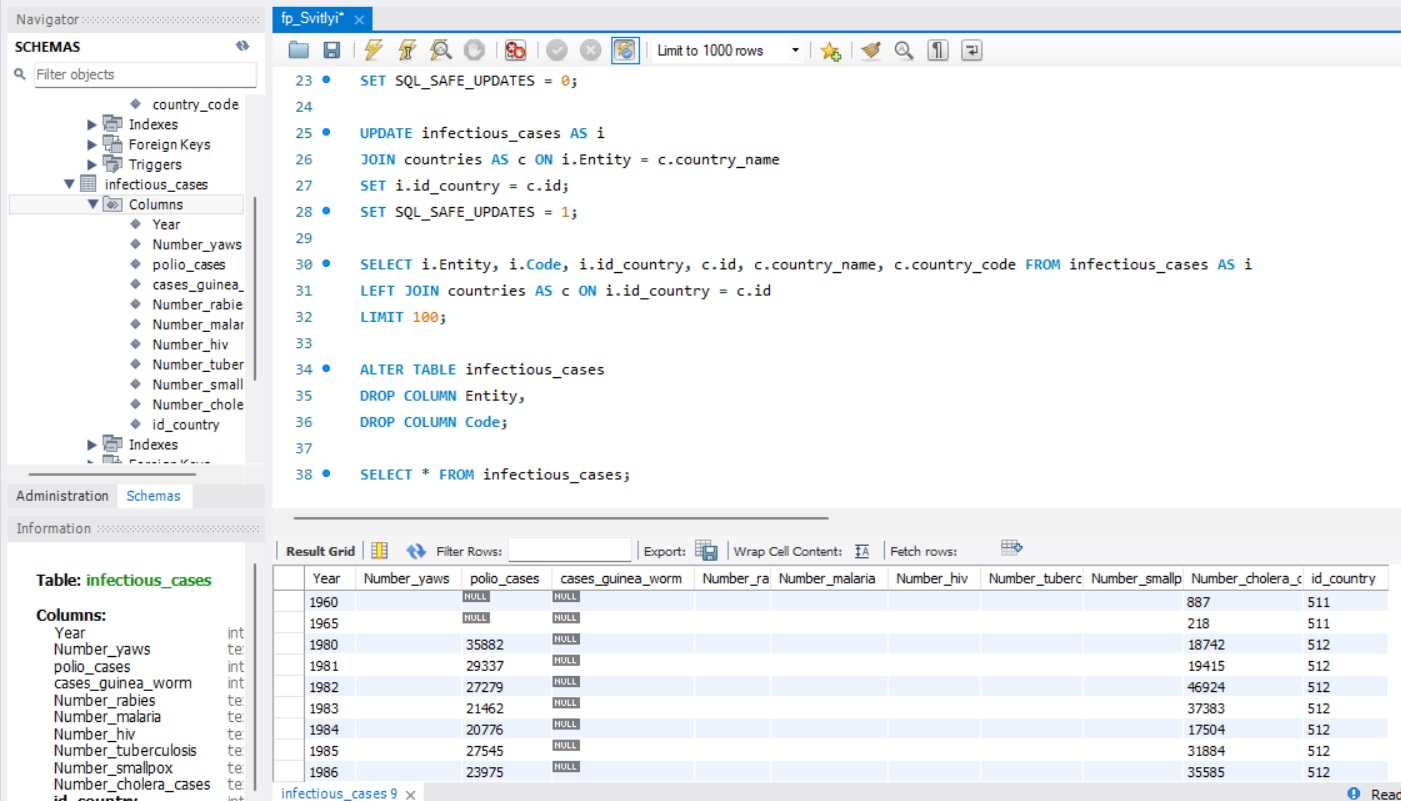 Navigator
SCHEMAS
Filter objects
country_code
Indexes
Foreign Keys
Triggers
infectious_cases
Columns
Year
Number_yaws
polio_cases
cases_guinea_
Number_rabie
Number_malar
Number_hiv
Number_tuber
Number_small
Number_chole
id_country
Indexes
Foreign Keys
Administration Schemas
Information
Table: infectious_cases
Columns:
Year int
Number_yaws te
polio_cases int
cases_guinea_worm int
Number_rabies te
Number_malaria te
Number_hiv te
Number_tuberculosis te
Number_smallpox te
Number_cholera_cases te
id_country int
fp_Svitlyi*
Limit to 1000 rows
23 SET SQL_SAFE_UPDATES = 0;
24
25 UPDATE infectious_cases AS i
26 JOIN countries AS c ON i.Entity = c.country_name
27 SET i.id_country = c.id;
28 SET SQL_SAFE_UPDATES = 1;
29
30 SELECT i.Entity, i.Code, i.id_country, c.id, c.country_name, c.country_code FROM infectious_cases AS i
31 LEFT JOIN countries AS c ON i.id_country = c.id
32 LIMIT 100;
33
34 ALTER TABLE infectious_cases
35 DROP COLUMN Entity,
36 DROP COLUMN Code;
37
38 SELECT * FROM infectious_cases;
Result Grid Filter Rows: Export: Wrap Cell Content: IA Fetch rows:
Year Number_yaws polio_cases cases_guinea_worm Number_ra Number_malaria Number_hiv Number_tuberc Number_smallp Number_cholera_c id_country
1960 NULL NULL 887 511
1965 NULL NULL 218 511
1980 35882 NULL 18742 512
1981 29337 NULL 19415 512
1982 27279 NULL 46924 512
1983 21462 NULL 37383 512
1984 20776 NULL 17504 512
1985 27545 NULL 31884 512
1986 23975 NULL 35585 512
infectious_cases 9
Read